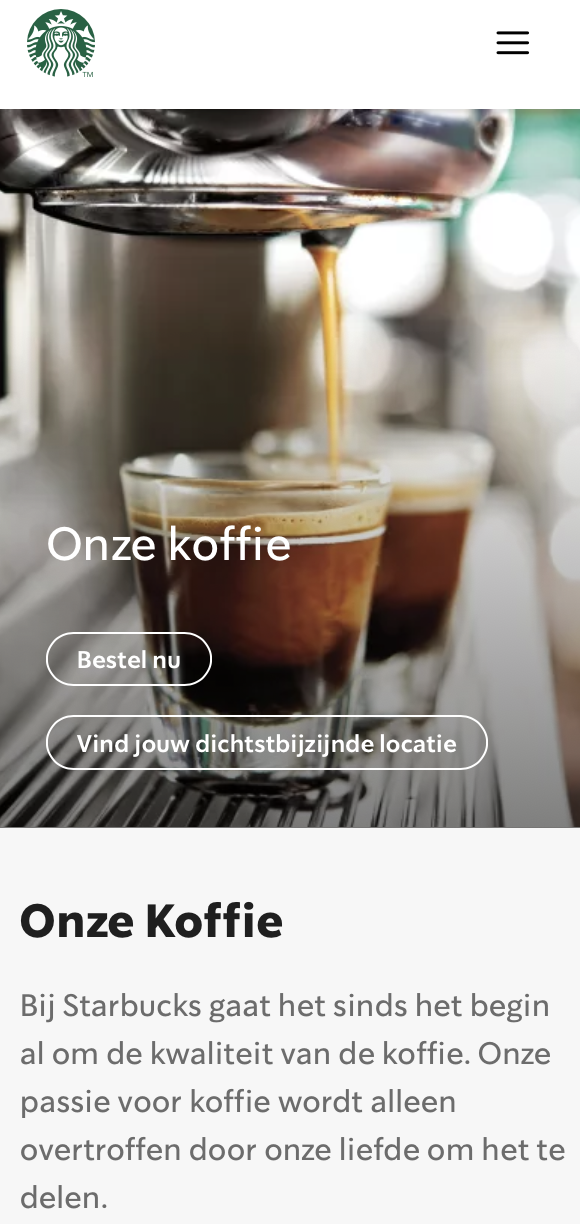 TM
Onze koffie
Bestel nu
Vind jouw dichtstbijzijnde locatie
Onze Koffie
Bij Starbucks gaat het sinds het begin
al om de kwaliteit van de koffie. Onze
passie voor koffie wordt alleen
overtroffen door onze liefde om het te
delen.